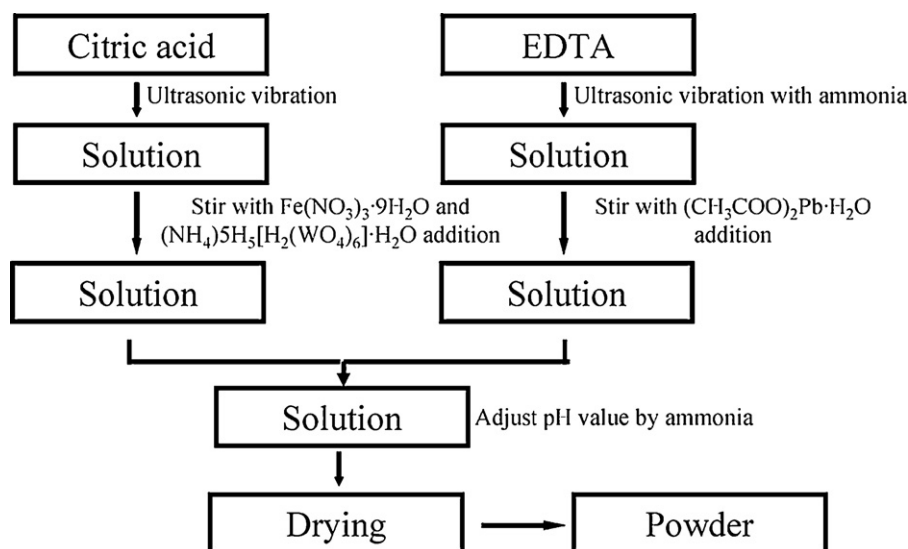 Citric acid
EDTA
Ultrasonic vibration
Ultrasonic vibration with ammonia
Solution
Solution
Stir with Fe(NO₃)₃·9H₂O and
(NH₄)5H₅[H₂(WO₄)₆]·H₂O addition
Stir with (CH₃COO)₂Pb·H₂O
addition
Solution
Solution
Solution
Adjust pH value by ammonia
Drying
Powder